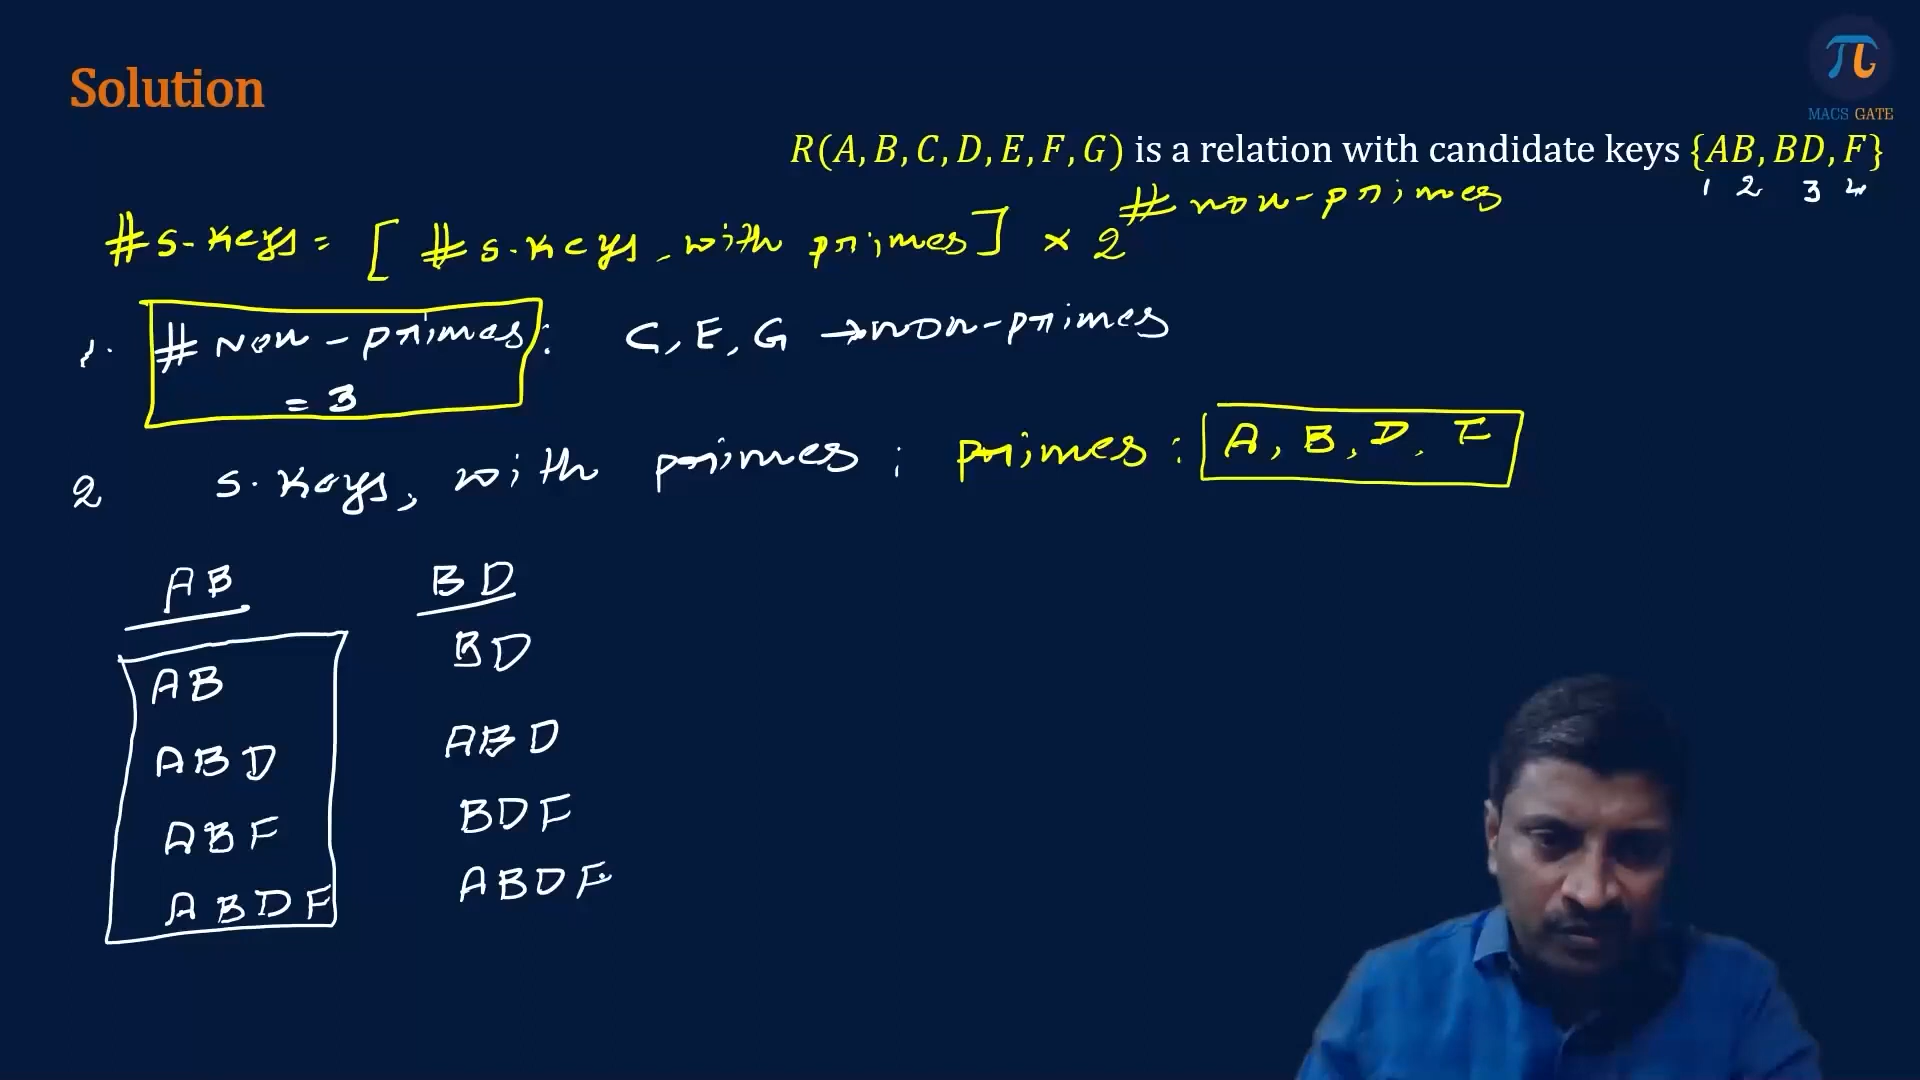 Solution
MACS GATE
R(A, B, C, D, E, F, G) is a relation with candidate keys {AB, BD, F}
1 2 3 4
#s-keys = [ #s.keys, with primes] × 2^# non-primes
1. # Non-primes: C, E, G → non-primes
= 3
2 s.keys, with primes; primes: A, B, D, F
AB BD
AB BD
ABD ABD
ABF BDF
ABDF ABDF